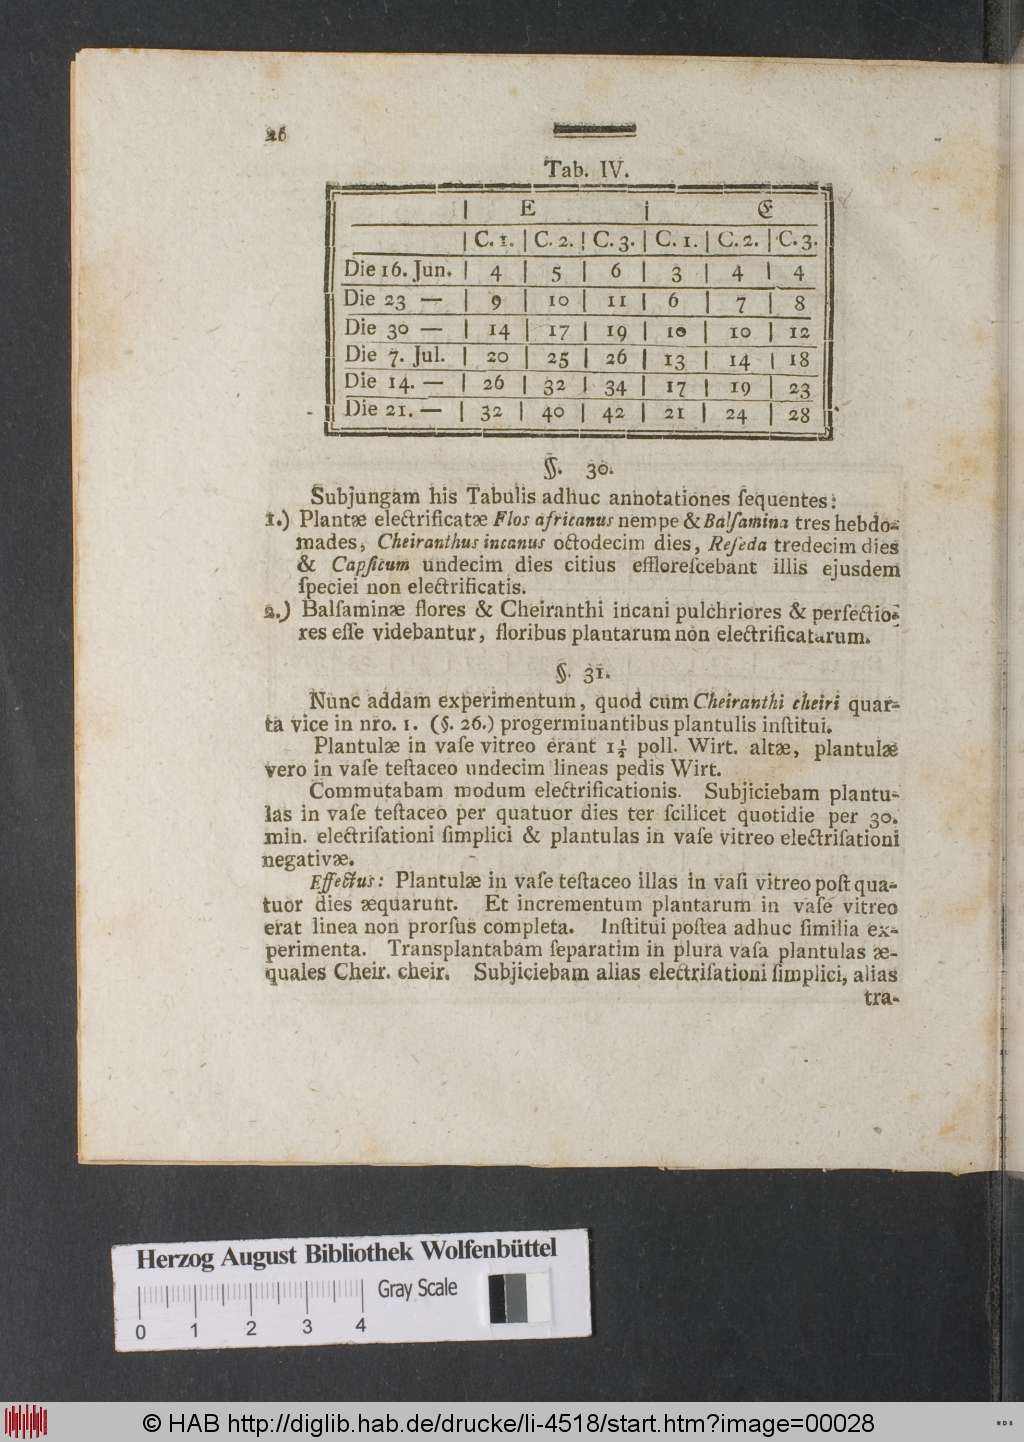 26
Tab. IV.
| E | 𝕰
| C. 1. | C. 2. | C. 3. | C. 1. | C. 2. | C. 3.
Die 16. Jun. | 4 | 5 | 6 | 3 | 4 | 4
Die 23 — | 9 | 10 | 11 | 6 | 7 | 8
Die 30 — | 14 | 17 | 19 | 10 | 10 | 12
Die 7. Jul. | 20 | 25 | 26 | 13 | 14 | 18
Die 14. — | 26 | 32 | 34 | 17 | 19 | 23
Die 21. — | 32 | 40 | 42 | 21 | 24 | 28
§. 30.
Subjungam his Tabulis adhuc annotationes ſequentes:
1.) Plantæ electrificatæ Flos africanus nempe & Balſamina tres hebdo-
mades, Cheiranthus incanus octodecim dies, Reſeda tredecim dies
& Capſicum undecim dies citius effloreſcebant illis ejusdem
ſpeciei non electrificatis.
2.) Balſaminæ flores & Cheiranthi incani pulchriores & perfectio-
res eſſe videbantur, floribus plantarum non electrificatarum.
§. 31.
Nunc addam experimentum, quod cum Cheiranthi cheiri quar-
ta vice in nro. 1. (§. 26.) progerminantibus plantulis inſtitui.
Plantulæ in vaſe vitreo erant 1½ poll. Wirt. altæ, plantulæ
vero in vaſe teſtaceo undecim lineas pedis Wirt.
Commutabam modum electrificationis. Subjiciebam plantu-
las in vaſe teſtaceo per quatuor dies ter ſcilicet quotidie per 30.
min. electriſationi ſimplici & plantulas in vaſe vitreo electriſationi
negativæ.
Effectus: Plantulæ in vaſe teſtaceo illas in vaſi vitreo poſt qua-
tuor dies æquarunt. Et incrementum plantarum in vaſe vitreo
erat linea non prorſus completa. Inſtitui poſtea adhuc ſimilia ex-
perimenta. Transplantabam ſeparatim in plura vaſa plantulas æ-
quales Cheir. cheir. Subjiciebam alias electriſationi ſimplici, alias
tra-
Herzog August Bibliothek Wolfenbüttel
Gray Scale
0 1 2 3 4
© HAB http://diglib.hab.de/drucke/li-4518/start.htm?image=00028